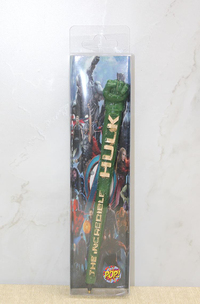 THE INCREDIBLE HULK
POP!